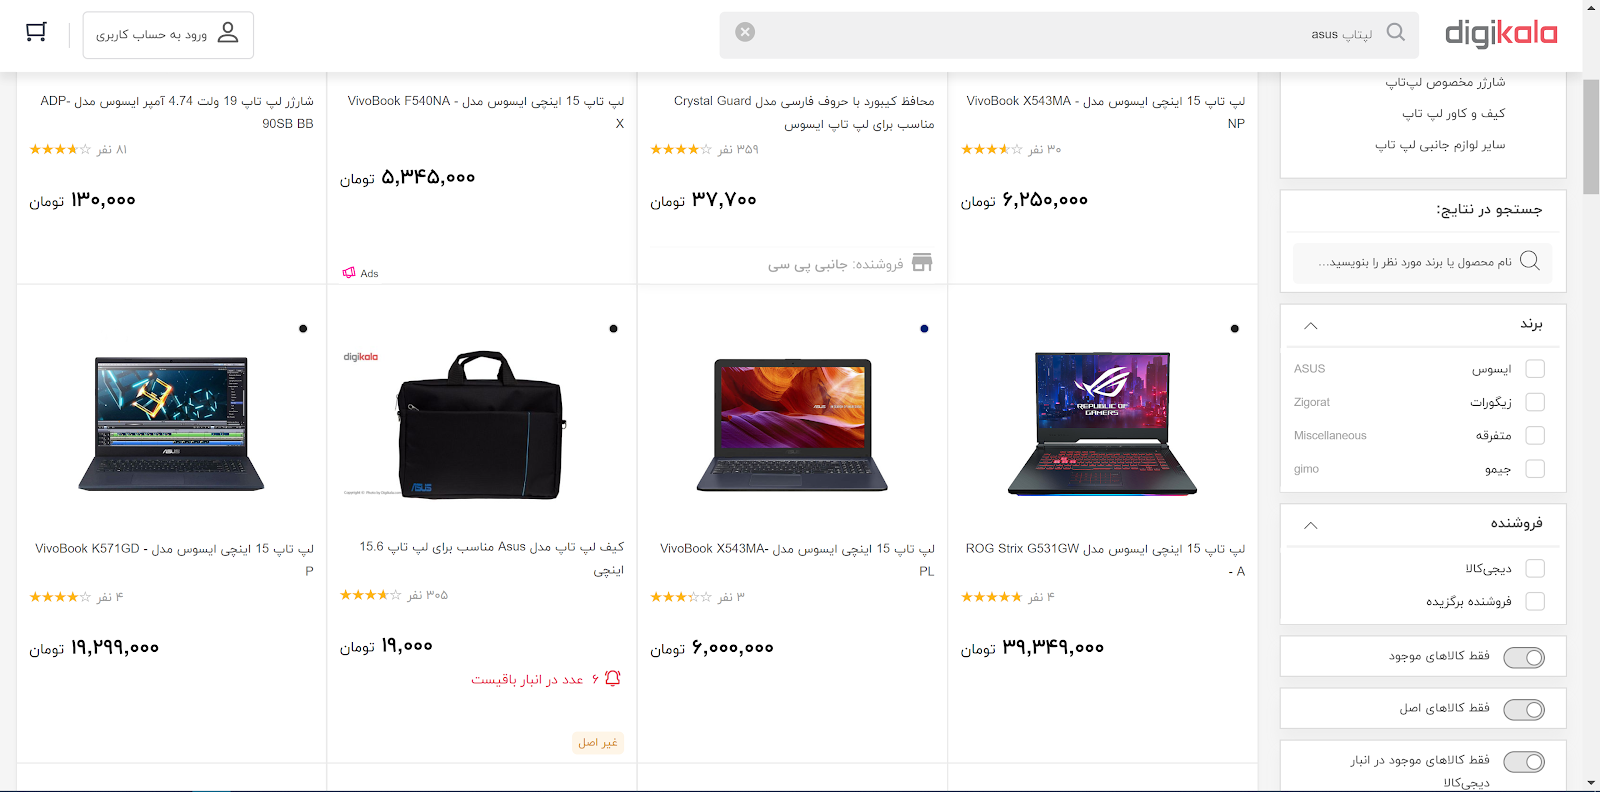 digikala
لپتاپ asus
ورود به حساب کاربری
شارژر مخصوص لپ‌تاپ
کیف و کاور لپ تاپ
سایر لوازم جانبی لپ تاپ
جستجو در نتایج:
نام محصول یا برند مورد نظر را بنویسید...
برند
ایسوس ASUS
زیگورات Zigorat
متفرقه Miscellaneous
جیمو gimo
فروشنده
دیجی‌کالا
فروشنده برگزیده
فقط کالاهای موجود
فقط کالاهای اصل
فقط کالاهای موجود در انبار
دیجی‌کالا
لپ تاپ 15 اینچی ایسوس مدل VivoBook X543MA -
NP
۳۰ نفر
۶,۲۵۰,۰۰۰ تومان
محافظ کیبورد با حروف فارسی مدل Crystal Guard
مناسب برای لپ تاپ ایسوس
۳۵۹ نفر
۳۷,۷۰۰ تومان
فروشنده: جانبی پی سی
لپ تاپ 15 اینچی ایسوس مدل VivoBook F540NA -
X
۵,۳۴۵,۰۰۰ تومان
Ads
شارژر لپ تاپ 19 ولت 4.74 آمپر ایسوس مدل ADP-
90SB BB
۸۱ نفر
۱۳۰,۰۰۰ تومان
REPUBLIC OF
GAMERS
لپ تاپ 15 اینچی ایسوس مدل ROG Strix G531GW
- A
۴ نفر
۳۹,۳۴۹,۰۰۰ تومان
لپ تاپ 15 اینچی ایسوس مدل VivoBook X543MA-
PL
۳ نفر
۶,۰۰۰,۰۰۰ تومان
digikala
ASUS
کیف لپ تاپ مدل Asus مناسب برای لپ تاپ 15.6
اینچی
۳۰۵ نفر
۱۹,۰۰۰ تومان
۶ عدد در انبار باقیست
غیر اصل
ASUS
لپ تاپ 15 اینچی ایسوس مدل VivoBook K571GD -
P
۴ نفر
۱۹,۲۹۹,۰۰۰ تومان